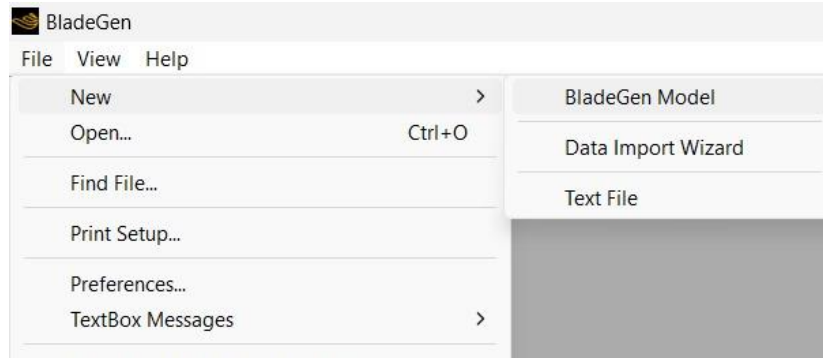 BladeGen
File View Help
New >
Open... Ctrl+O
Find File...
Print Setup...
Preferences...
TextBox Messages >
BladeGen Model
Data Import Wizard
Text File